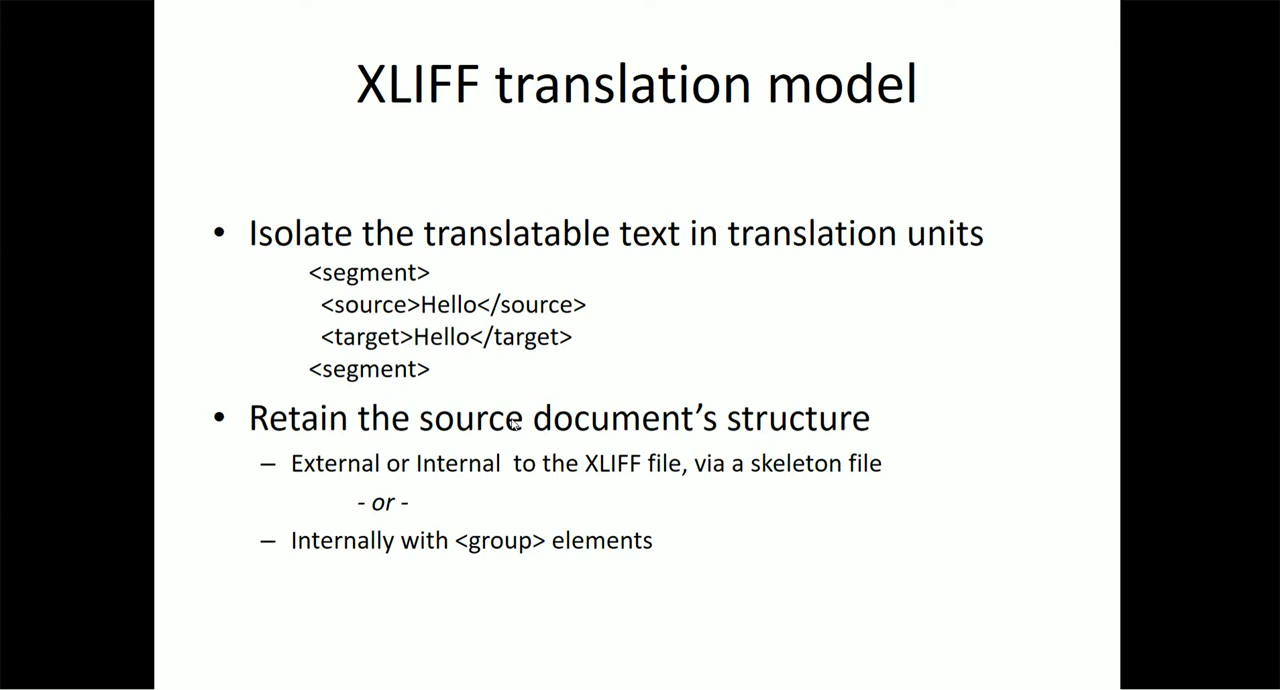 XLIFF translation model
• Isolate the translatable text in translation units
<segment>
<source>Hello</source>
<target>Hello</target>
<segment>
• Retain the source document’s structure
– External or Internal  to the XLIFF file, via a skeleton file
- or -
– Internally with <group> elements